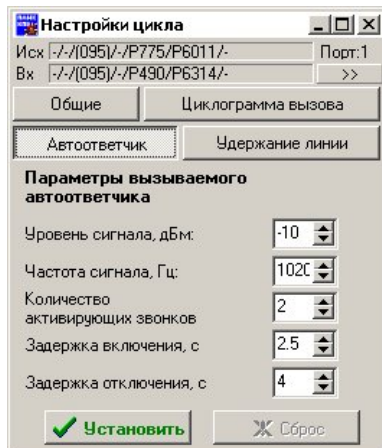 Настройки цикла
Исх -/-/(095)/-/P775/P6011/- Порт:1
Вх -/-/(095)/-/P490/P6314/- >>
Общие Циклограмма вызова
Автоответчик Удержание линии
Параметры вызываемого
автоответчика
Уровень сигнала, дБм: -10
Частота сигнала, Гц: 1020
Количество
активирующих звонков 2
Задержка включения, с 2.5
Задержка отключения, с 4
Установить Сброс